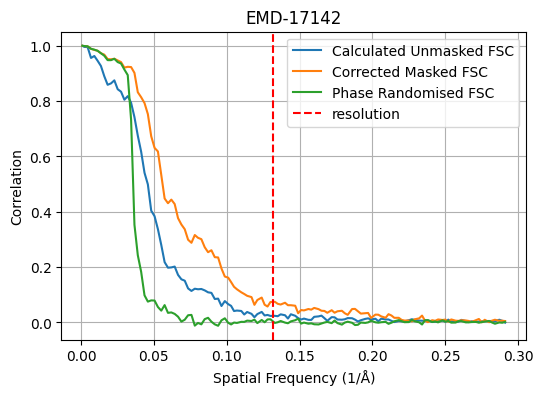 EMD-17142
Calculated Unmasked FSC
Corrected Masked FSC
Phase Randomised FSC
resolution
Correlation
1.0
0.8
0.6
0.4
0.2
0.0
0.00 0.05 0.10 0.15 0.20 0.25 0.30
Spatial Frequency (1/Å)